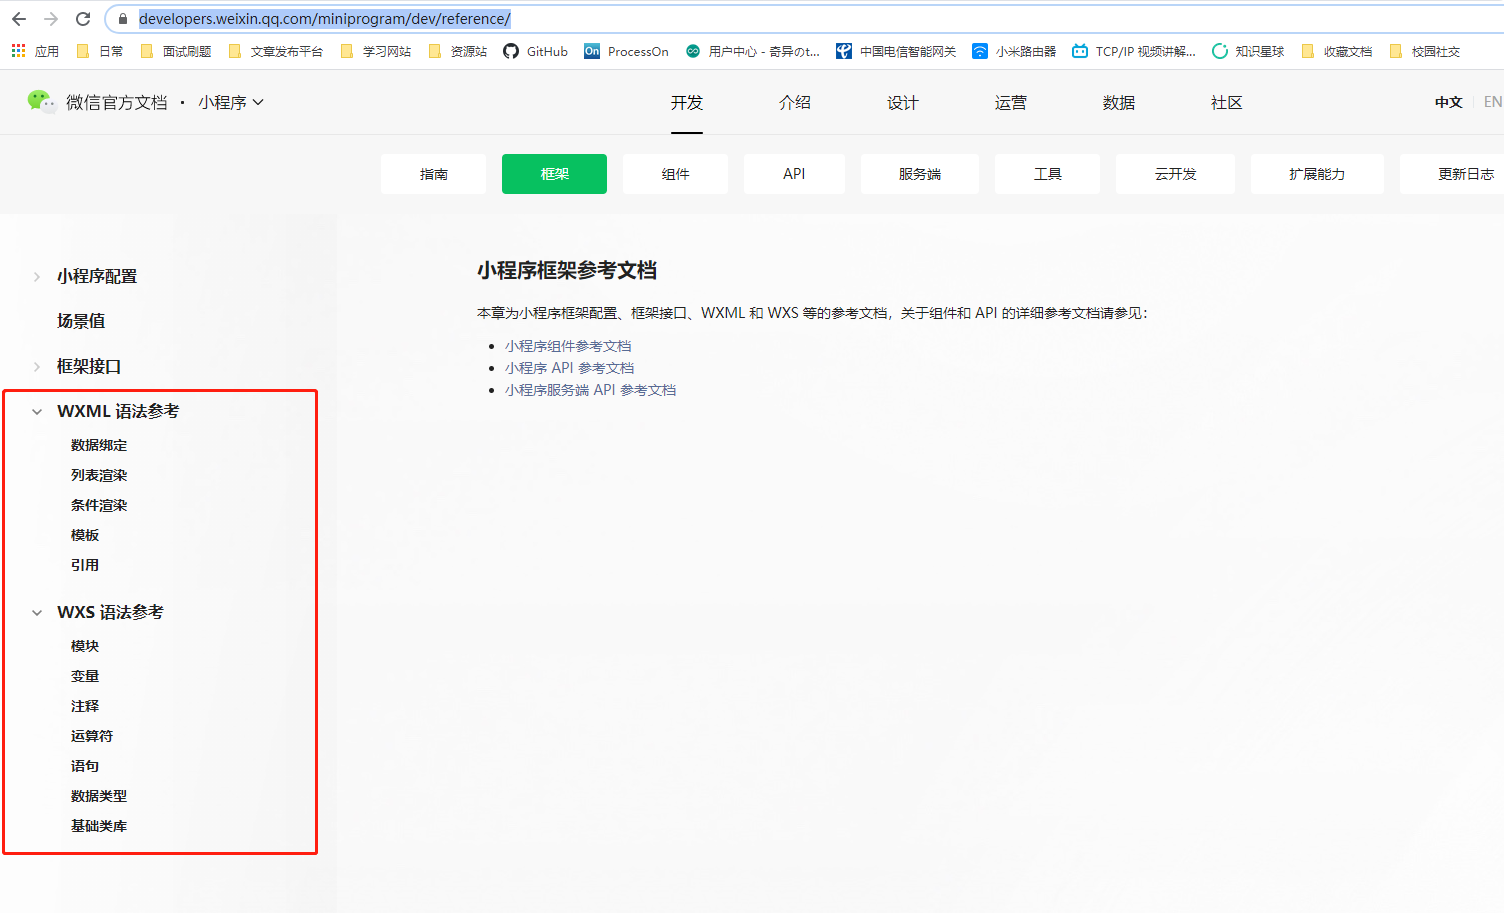 developers.weixin.qq.com/miniprogram/dev/reference/
应用 日常 面试刷题 文章发布平台 学习网站 资源站 GitHub On ProcessOn 用户中心 - 奇异のt... 中国电信智能网关 小米路由器 TCP/IP 视频讲解... 知识星球 收藏文档 校园社交
微信官方文档 · 小程序 开发 介绍 设计 运营 数据 社区 中文 EN
指南 框架 组件 API 服务端 工具 云开发 扩展能力 更新日志
小程序配置
场景值
框架接口
WXML 语法参考
数据绑定
列表渲染
条件渲染
模板
引用
WXS 语法参考
模块
变量
注释
运算符
语句
数据类型
基础类库
小程序框架参考文档
本章为小程序框架配置、框架接口、WXML 和 WXS 等的参考文档，关于组件和 API 的详细参考文档请参见：
小程序组件参考文档
小程序 API 参考文档
小程序服务端 API 参考文档